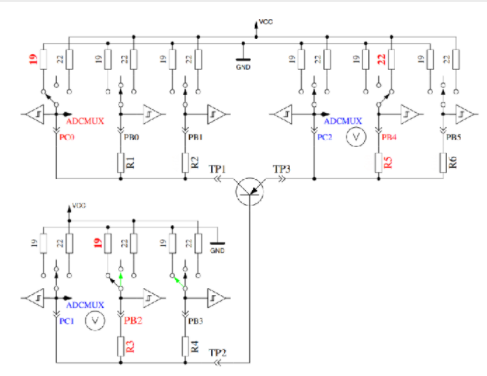 VCC
19 22 19 22 19 22 19 22 19 22 19 22
GND
ADCMUX ADCMUX
PC0 PB0 PB1 PC2 V PB4 PB5
R1 R2 R5 R6
TP1 TP3
VCC
19 22 19 22 19 22
GND
ADCMUX
PC1 V PB2 PB3
R3 R4
TP2